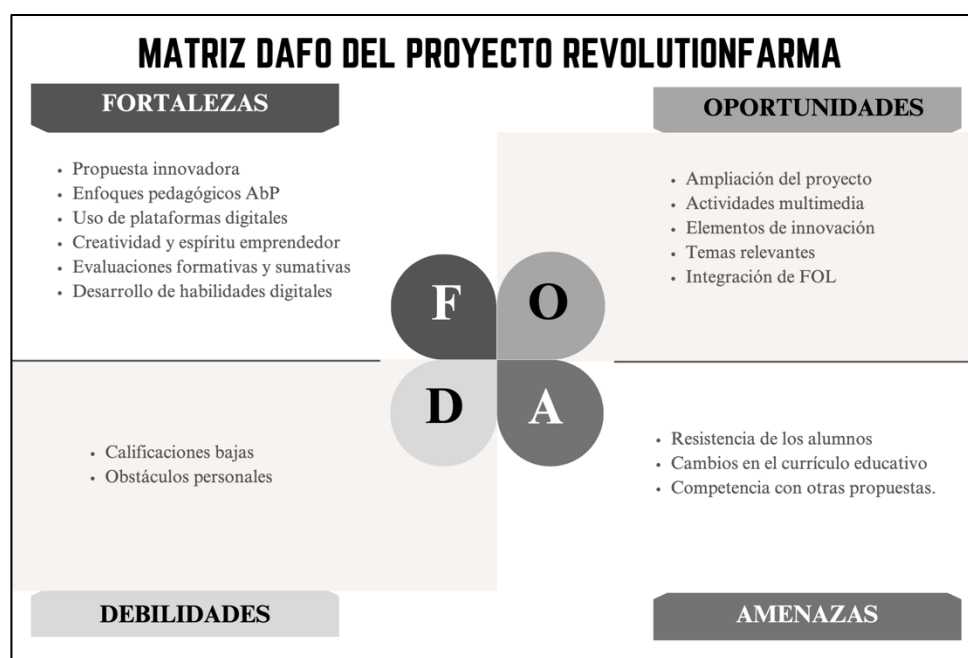 MATRIZ DAFO DEL PROYECTO REVOLUTIONFARMA
FORTALEZAS
• Propuesta innovadora
• Enfoques pedagógicos AbP
• Uso de plataformas digitales
• Creatividad y espíritu emprendedor
• Evaluaciones formativas y sumativas
• Desarrollo de habilidades digitales
OPORTUNIDADES
• Ampliación del proyecto
• Actividades multimedia
• Elementos de innovación
• Temas relevantes
• Integración de FOL
F
O
D
A
• Calificaciones bajas
• Obstáculos personales
DEBILIDADES
• Resistencia de los alumnos
• Cambios en el currículo educativo
• Competencia con otras propuestas.
AMENAZAS